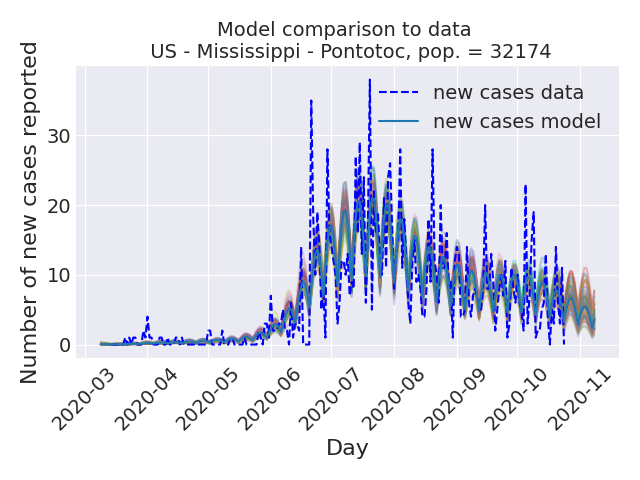 Model comparison to data
US - Mississippi - Pontotoc, pop. = 32174
Number of new cases reported
30
20
10
0
new cases data
new cases model
2020-03
2020-04
2020-05
2020-06
2020-07
2020-08
2020-09
2020-10
2020-11
Day